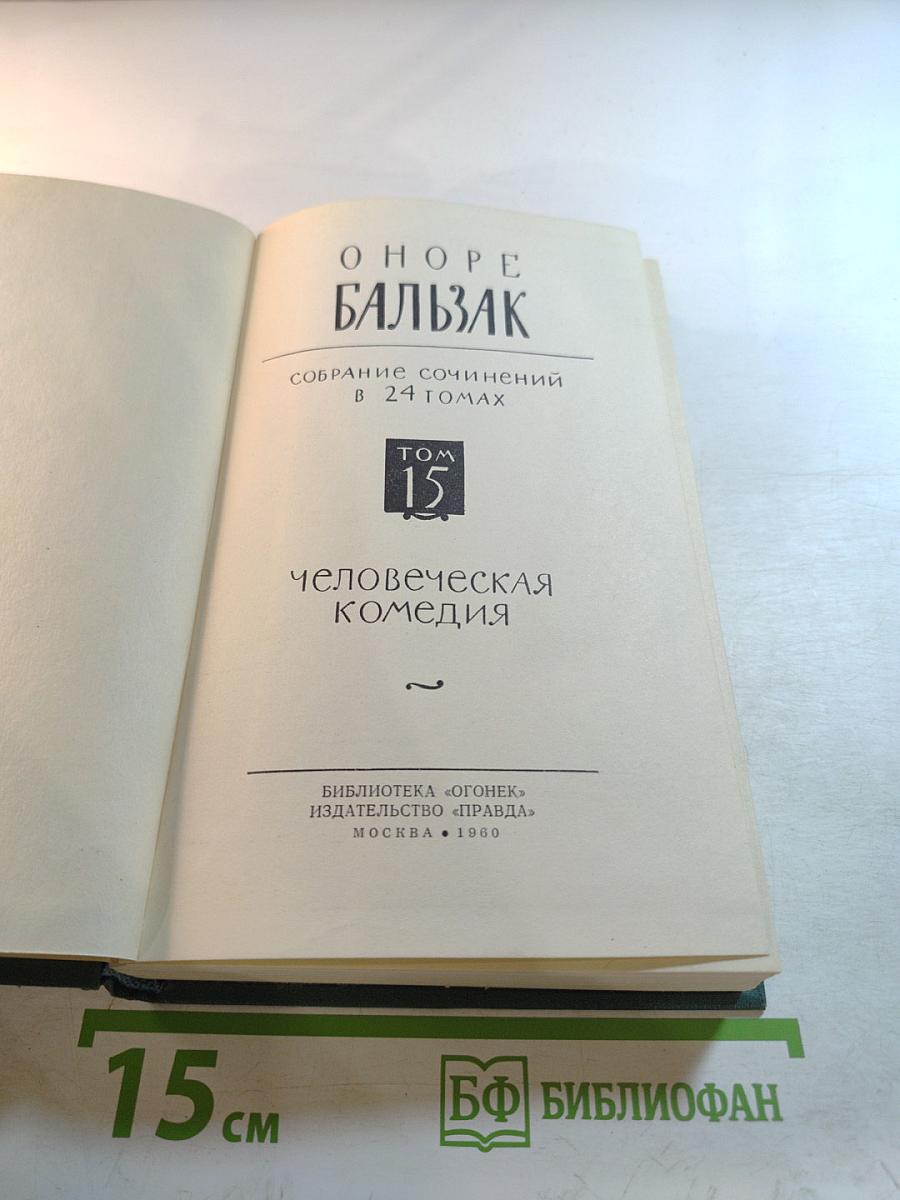 ОНОРЕ
БАЛЬЗАК
СОБРАНИЕ СОЧИНЕНИЙ
В 24 ТОМАХ
ТОМ
15
ЧЕЛОВЕЧЕСКАЯ
КОМЕДИЯ
БИБЛИОТЕКА «ОГОНЕК»
ИЗДАТЕЛЬСТВО «ПРАВДА»
МОСКВА • 1960
15 см
БФ БИБЛИОФАН